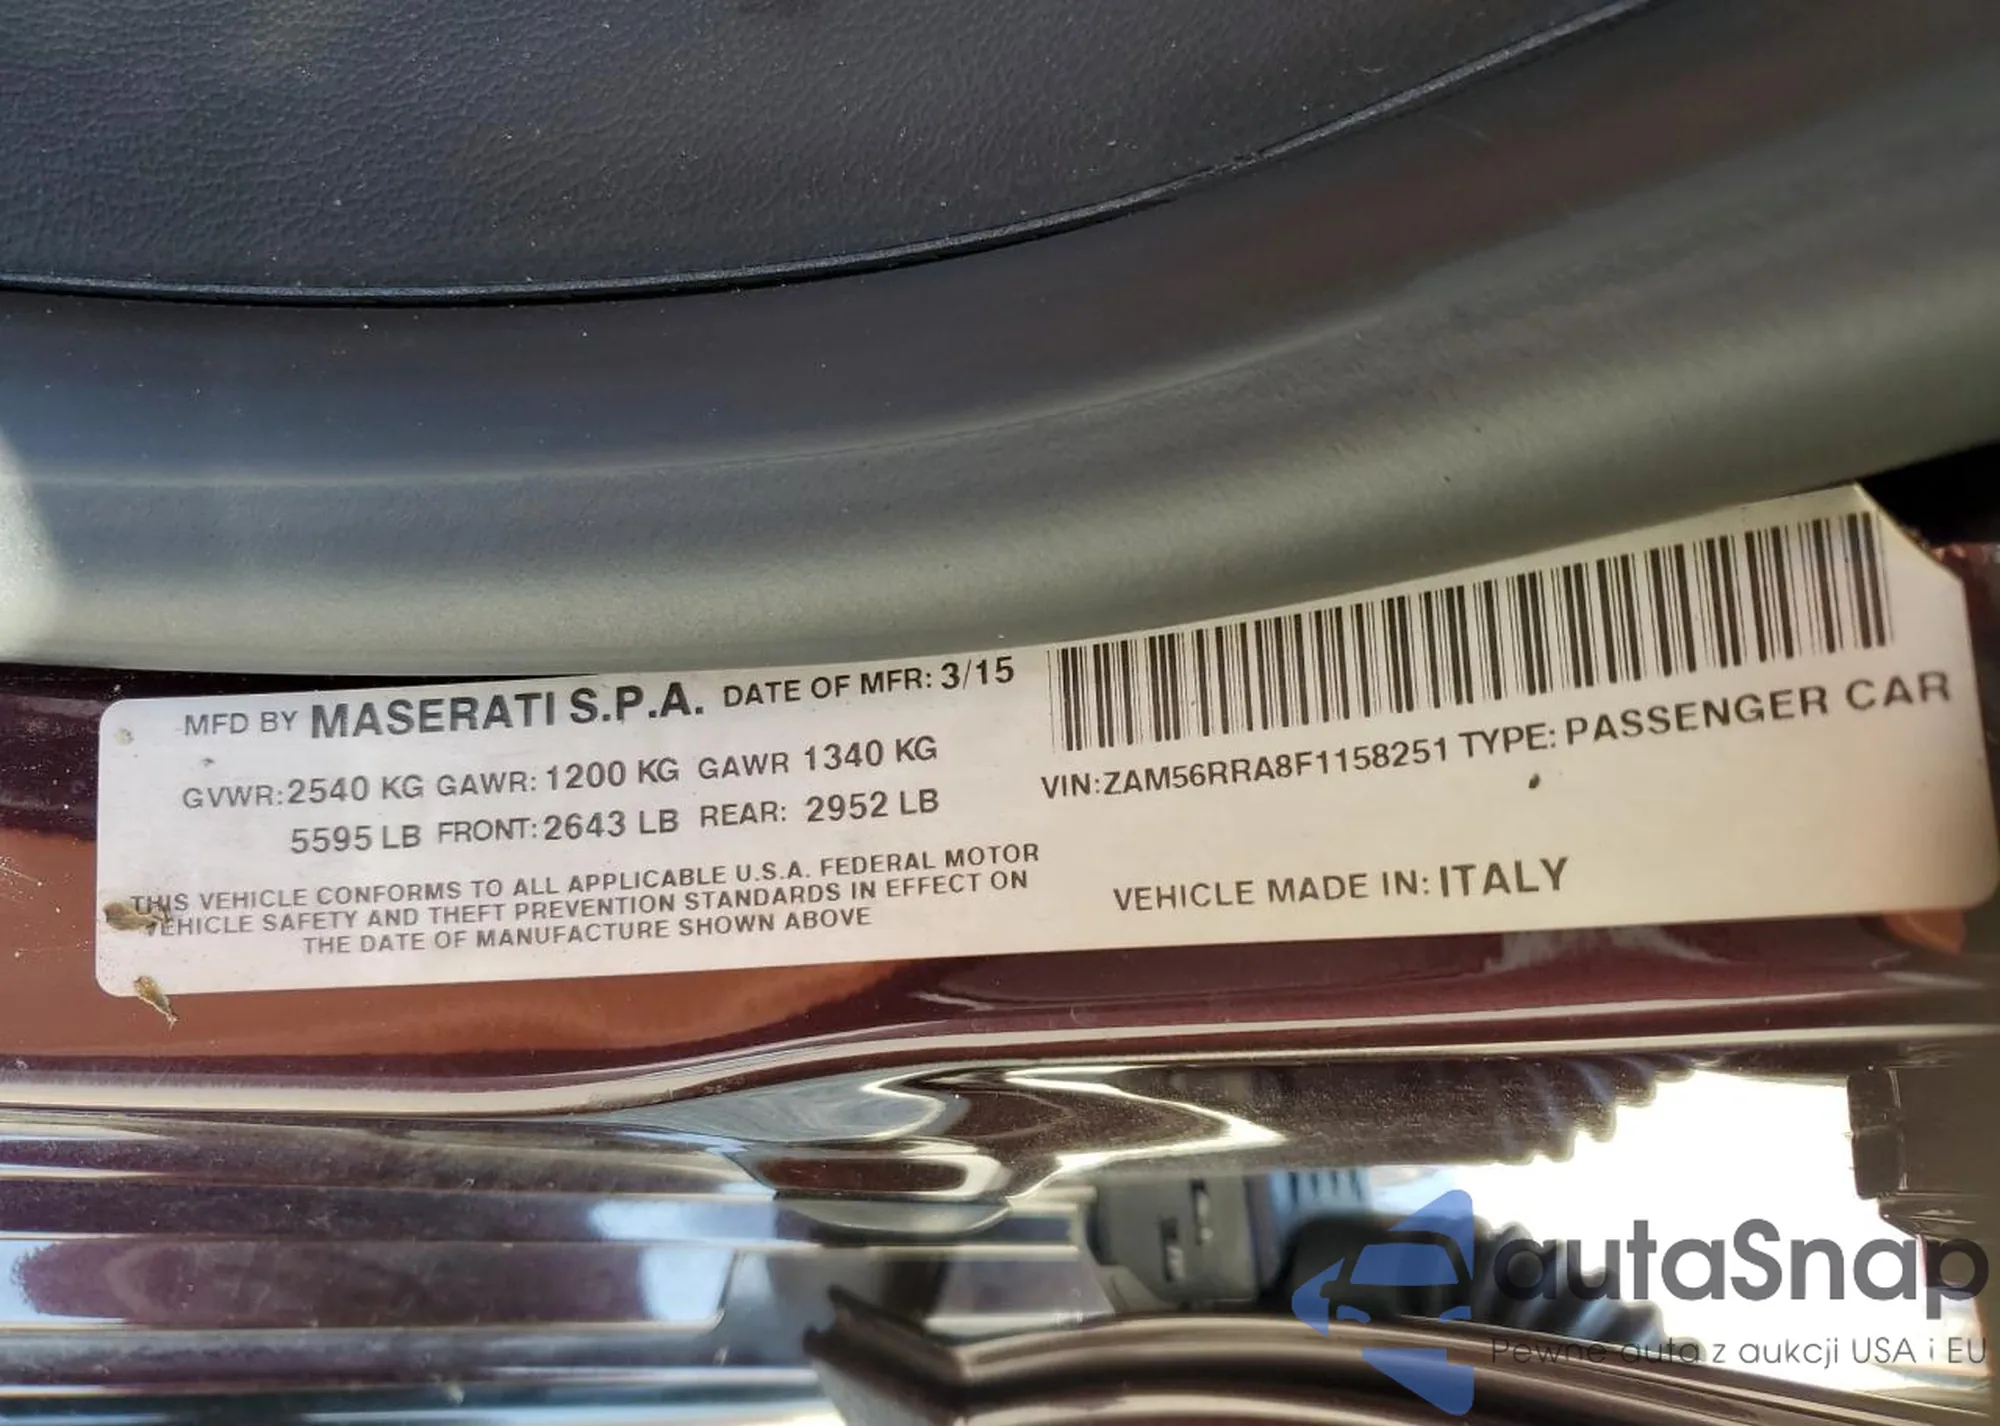 MFD BY MASERATI S.P.A. DATE OF MFR: 3/15
GVWR:2540 KG GAWR:1200 KG GAWR 1340 KG
5595 LB FRONT:2643 LB REAR: 2952 LB
THIS VEHICLE CONFORMS TO ALL APPLICABLE U.S.A. FEDERAL MOTOR
VEHICLE SAFETY AND THEFT PREVENTION STANDARDS IN EFFECT ON
THE DATE OF MANUFACTURE SHOWN ABOVE
VIN:ZAM56RRA8F1158251 TYPE: PASSENGER CAR
VEHICLE MADE IN: ITALY
autaSnap
Pewne auta z aukcji USA i EU